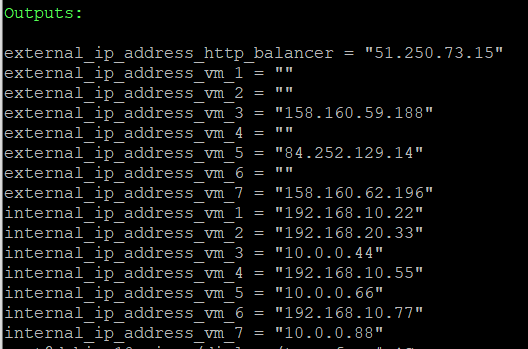 Outputs:
external_ip_address_http_balancer = "51.250.73.15"
external_ip_address_vm_1 = ""
external_ip_address_vm_2 = ""
external_ip_address_vm_3 = "158.160.59.188"
external_ip_address_vm_4 = ""
external_ip_address_vm_5 = "84.252.129.14"
external_ip_address_vm_6 = ""
external_ip_address_vm_7 = "158.160.62.196"
internal_ip_address_vm_1 = "192.168.10.22"
internal_ip_address_vm_2 = "192.168.20.33"
internal_ip_address_vm_3 = "10.0.0.44"
internal_ip_address_vm_4 = "192.168.10.55"
internal_ip_address_vm_5 = "10.0.0.66"
internal_ip_address_vm_6 = "192.168.10.77"
internal_ip_address_vm_7 = "10.0.0.88"